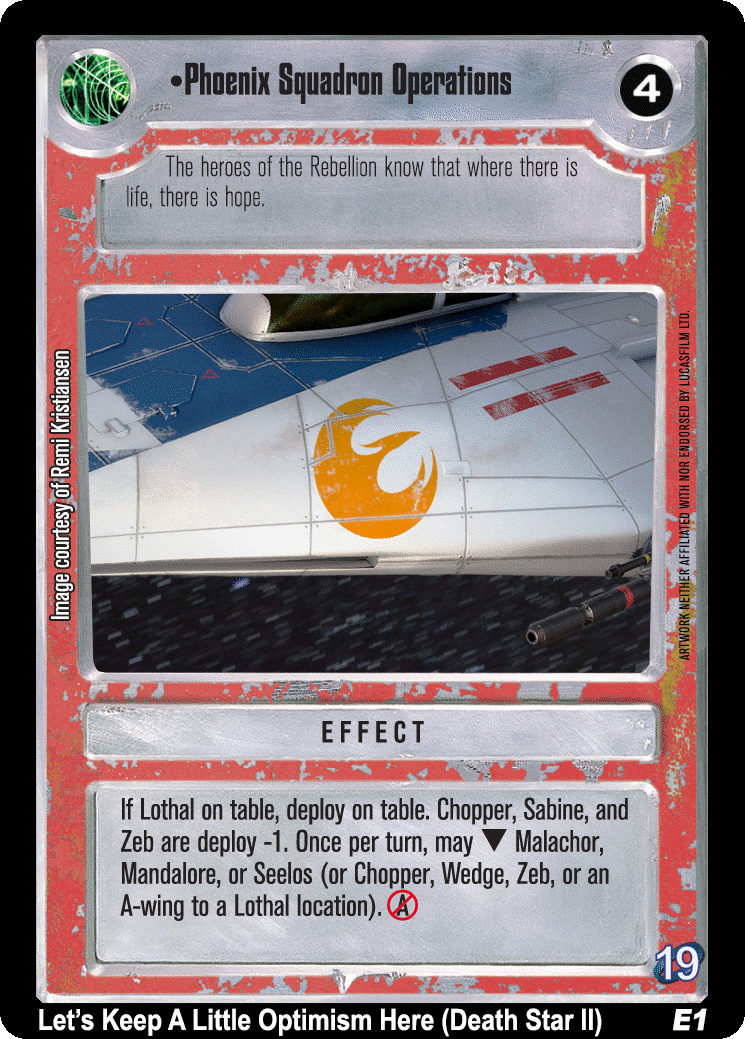 •Phoenix Squadron Operations
4
The heroes of the Rebellion know that where there is
life, there is hope.
Image courtesy of Remi Kristiansen
ARTWORK NEITHER AFFILIATED WITH NOR ENDORSED BY LUCASFILM LTD.
EFFECT
If Lothal on table, deploy on table. Chopper, Sabine, and
Zeb are deploy -1. Once per turn, may ▼ Malachor,
Mandalore, or Seelos (or Chopper, Wedge, Zeb, or an
A-wing to a Lothal location). A
19
Let's Keep A Little Optimism Here (Death Star II)
E1